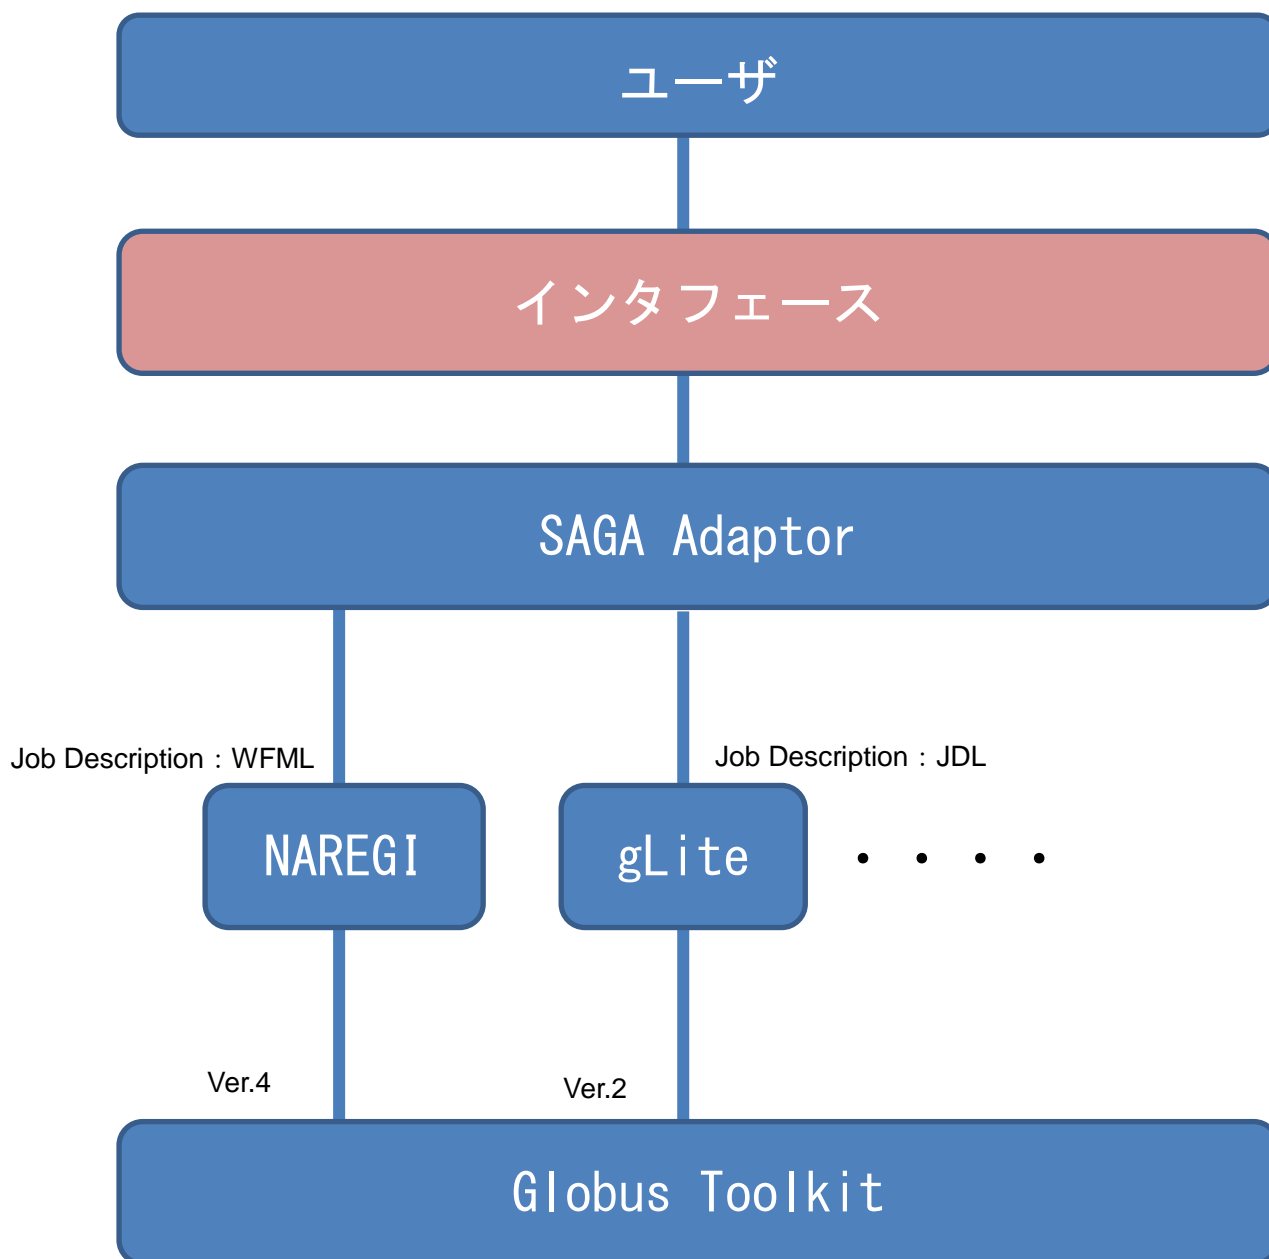 ユーザ
インタフェース
SAGA Adaptor
Job Description：WFML
Job Description：JDL
NAREGI
gLite
・・・・
Ver.4
Ver.2
Globus Toolkit